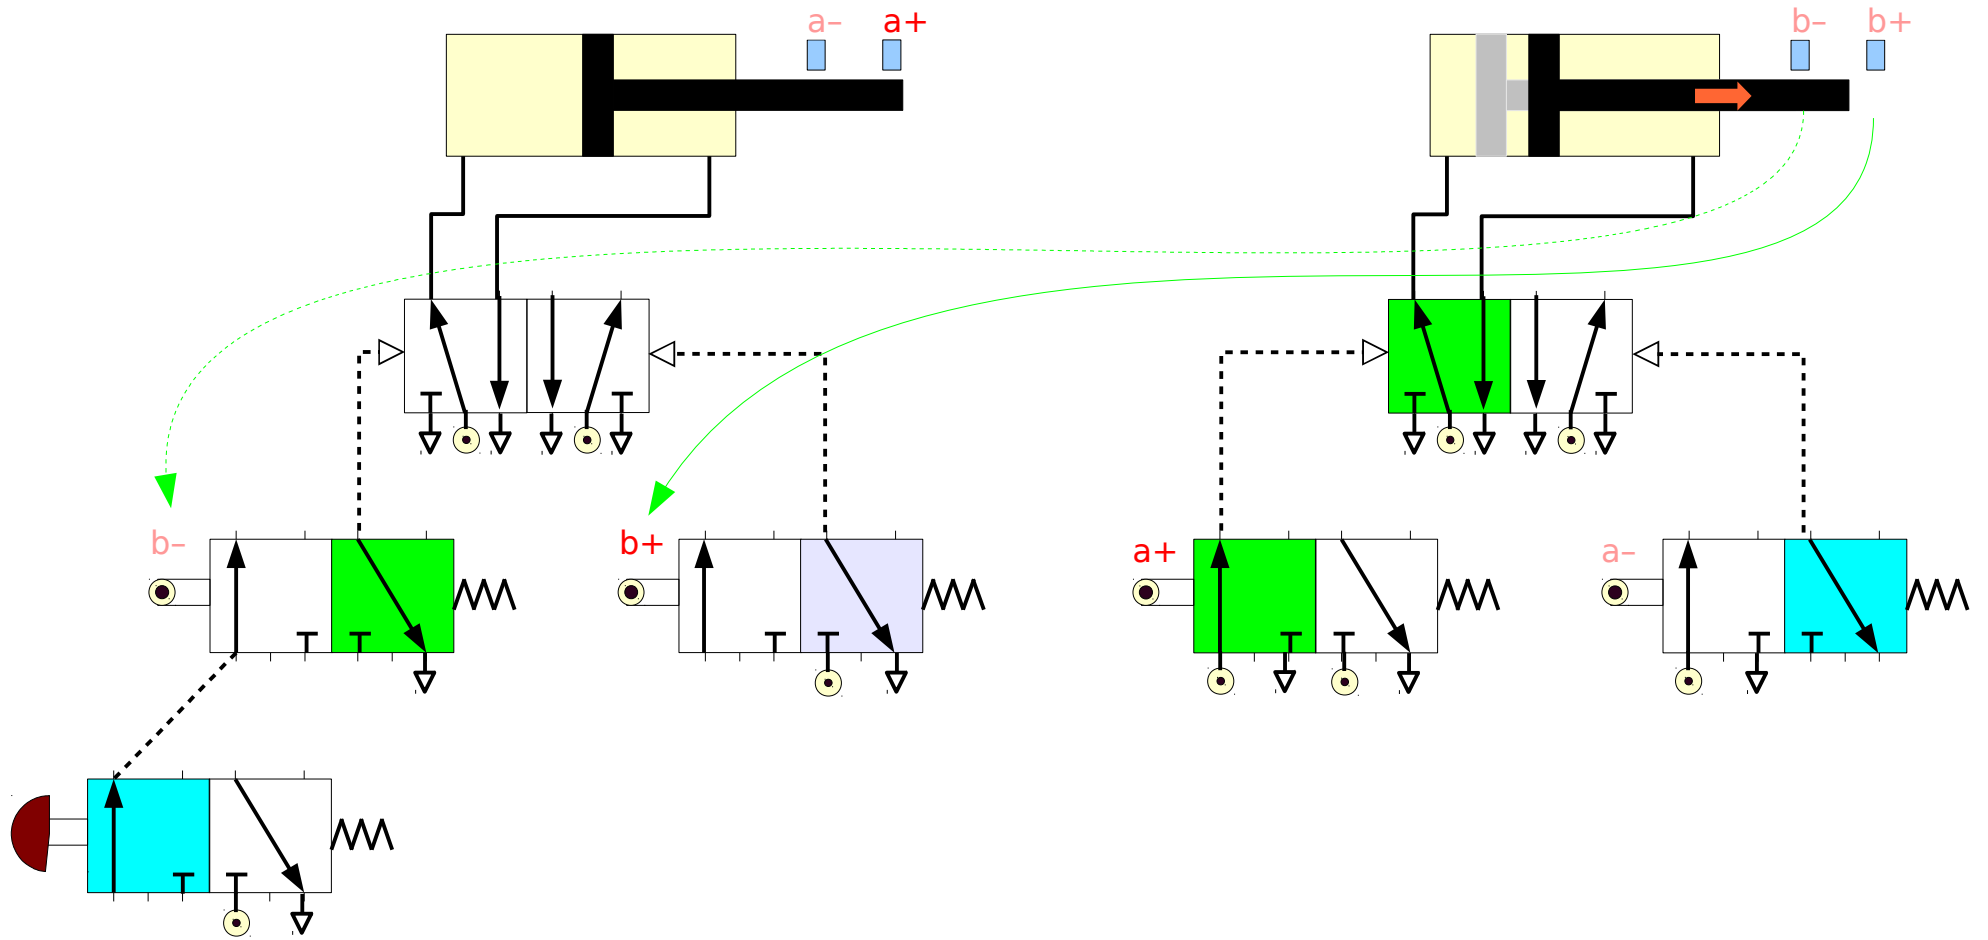 a– a+
b– b+
b–
b+
a+
a–